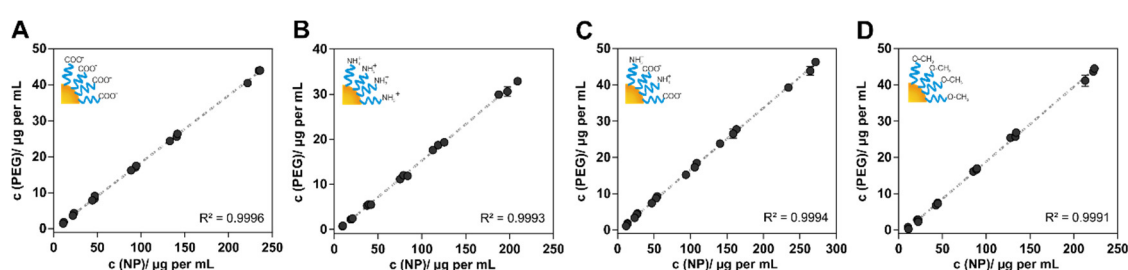 A
B
C
D
50
40
30
20
10
0
c (PEG)/ µg per mL
COO⁻
COO⁻
COO⁻
COO⁻
R² = 0.9996
0
50
100
150
200
250
c (NP)/ µg per mL
40
30
20
10
0
c (PEG)/ µg per mL
NH₃⁺
NH₃⁺
NH₃⁺
NH₃⁺
R² = 0.9993
0
50
100
150
200
250
c (NP)/ µg per mL
50
40
30
20
10
0
c (PEG)/ µg per mL
COO⁻
NH₃⁺
COO⁻
R² = 0.9994
0
50
100
150
200
250
300
c (NP)/ µg per mL
50
40
30
20
10
0
c (PEG)/ µg per mL
O-CH₃
O-CH₃
O-CH₃
O-CH₃
R² = 0.9991
0
50
100
150
200
250
c (NP)/ µg per mL